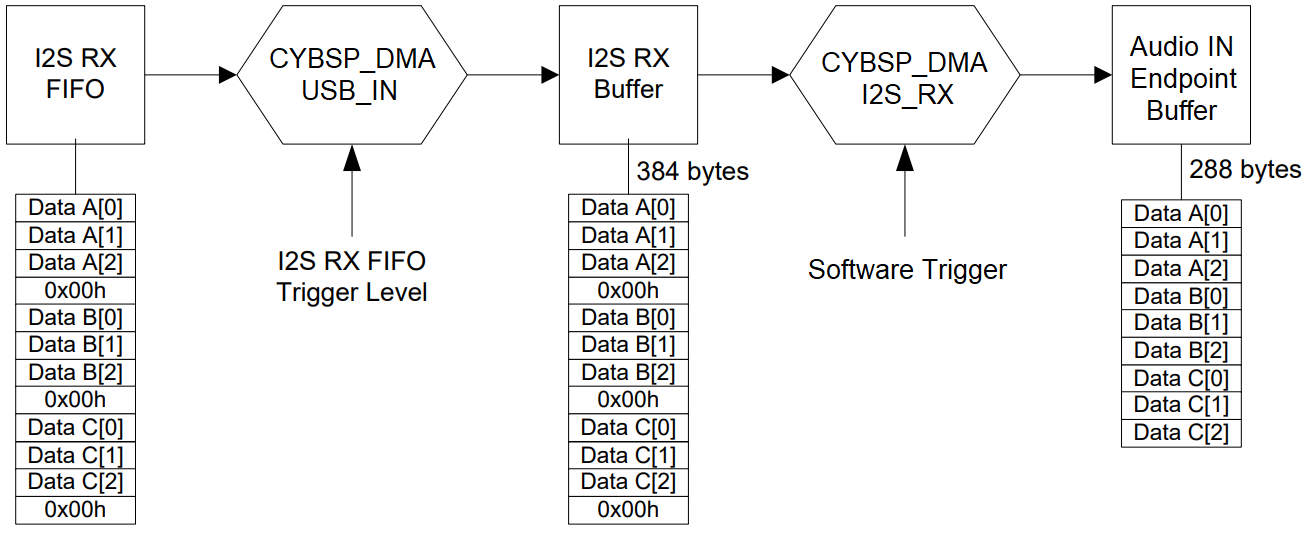 I2S RX
FIFO
CYBSP_DMA
USB_IN
I2S RX
Buffer
CYBSP_DMA
I2S_RX
Audio IN
Endpoint
Buffer
384 bytes
288 bytes
Data A[0]
Data A[1]
Data A[2]
0x00h
Data B[0]
Data B[1]
Data B[2]
0x00h
Data C[0]
Data C[1]
Data C[2]
0x00h
I2S RX FIFO
Trigger Level
Data A[0]
Data A[1]
Data A[2]
0x00h
Data B[0]
Data B[1]
Data B[2]
0x00h
Data C[0]
Data C[1]
Data C[2]
0x00h
Software Trigger
Data A[0]
Data A[1]
Data A[2]
Data B[0]
Data B[1]
Data B[2]
Data C[0]
Data C[1]
Data C[2]